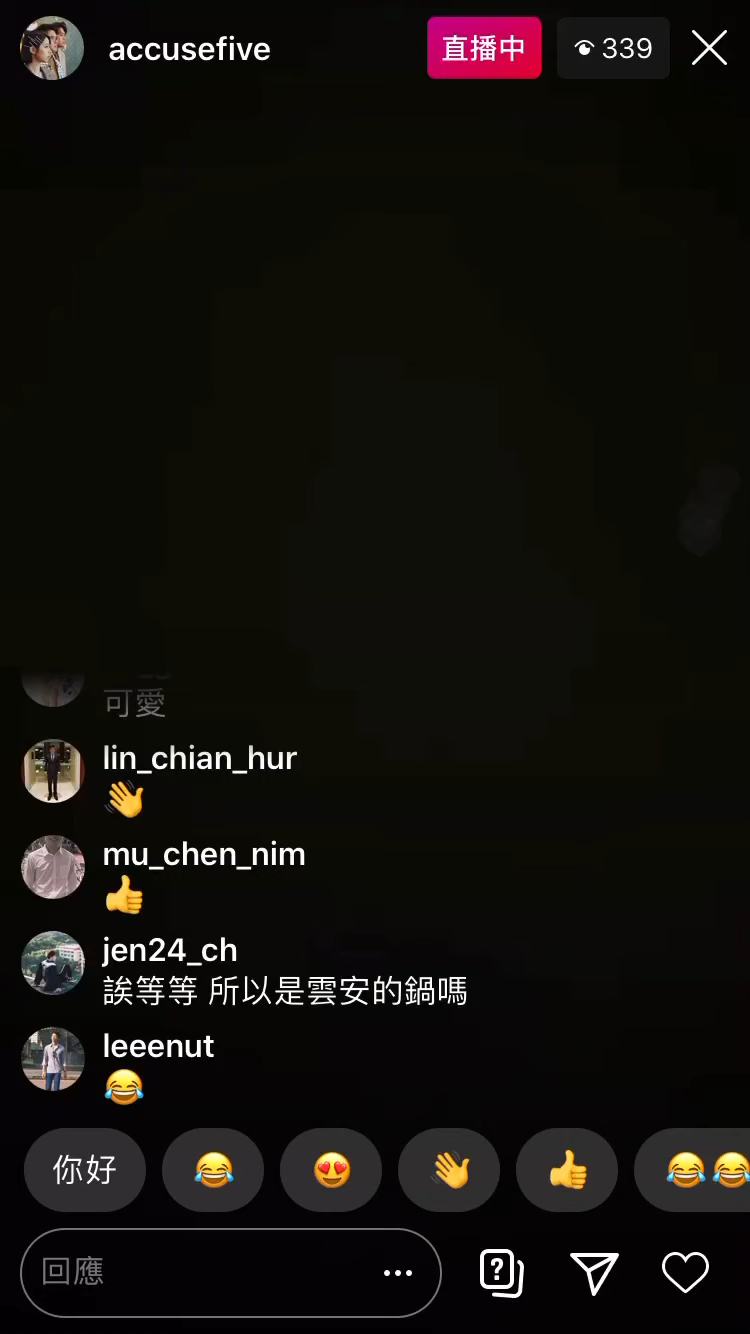 accusefive
直播中
339
可愛
lin_chian_hur
👋
mu_chen_nim
👍
jen24_ch
誒等等 所以是雲安的鍋嗎
leeenut
😂
你好 😂 😍 👋 👍 😂😂
回應